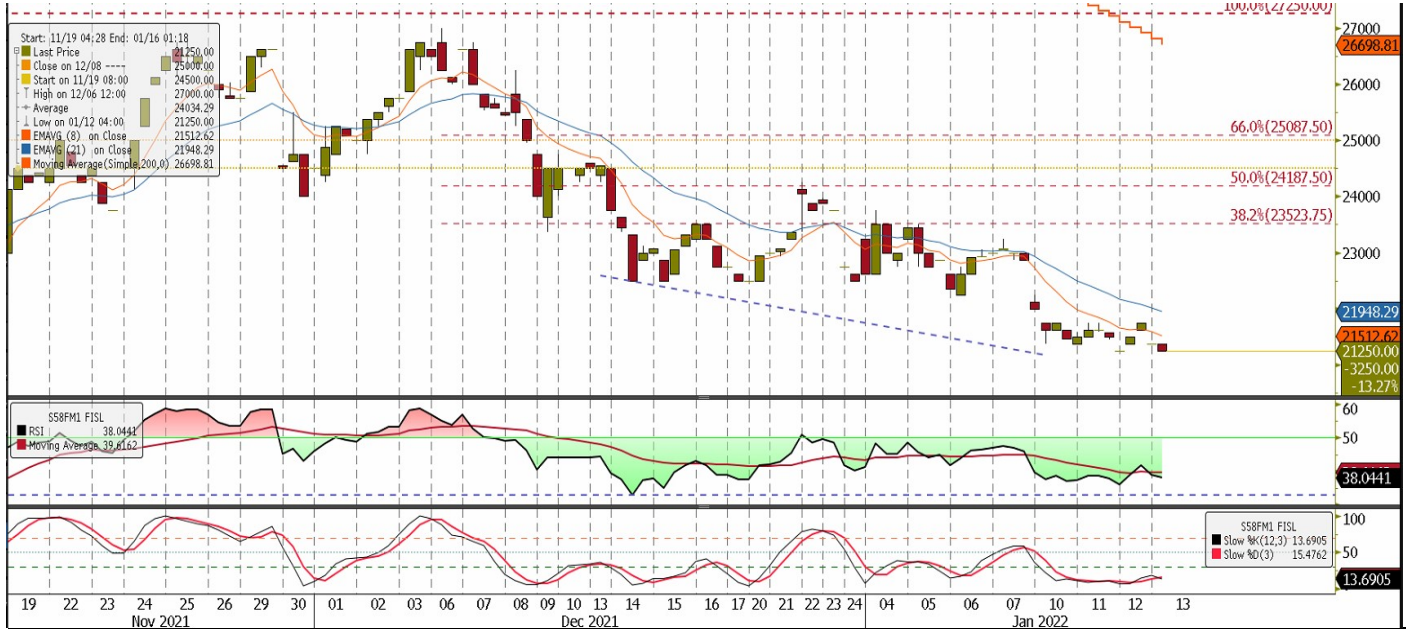 100.0%(27250.00)
Start: 11/19 04:28 End: 01/16 01:18
Last Price 21250.00
Close on 12/08 ---- 25000.00
Start on 11/19 08:00 24500.00
High on 12/06 12:00 27000.00
Average 24034.29
Low on 01/12 04:00 21250.00
EMAVG (8) on Close 21512.62
EMAVG (21) on Close 21948.29
Moving Average(Simple,200,0) 26698.81
27000
26698.81
26000
66.0%(25087.50)
25000
50.0%(24187.50)
24000
38.2%(23523.75)
23000
21948.29
21512.62
21250.00
-3250.00
-13.27%
S58FM1 FISL
RSI 38.0441
Moving Average 39.6162
60
50
38.0441
S58FM1 FISL
Slow %K(12,3) 13.6905
Slow %D(3) 15.4762
100
50
13.6905
19 22 23 24 25 26 29 30 01 02 03 06 07 08 09 10 13 14 15 16 17 20 21 22 23 24 04 05 06 07 10 11 12 13
Nov 2021 Dec 2021 Jan 2022